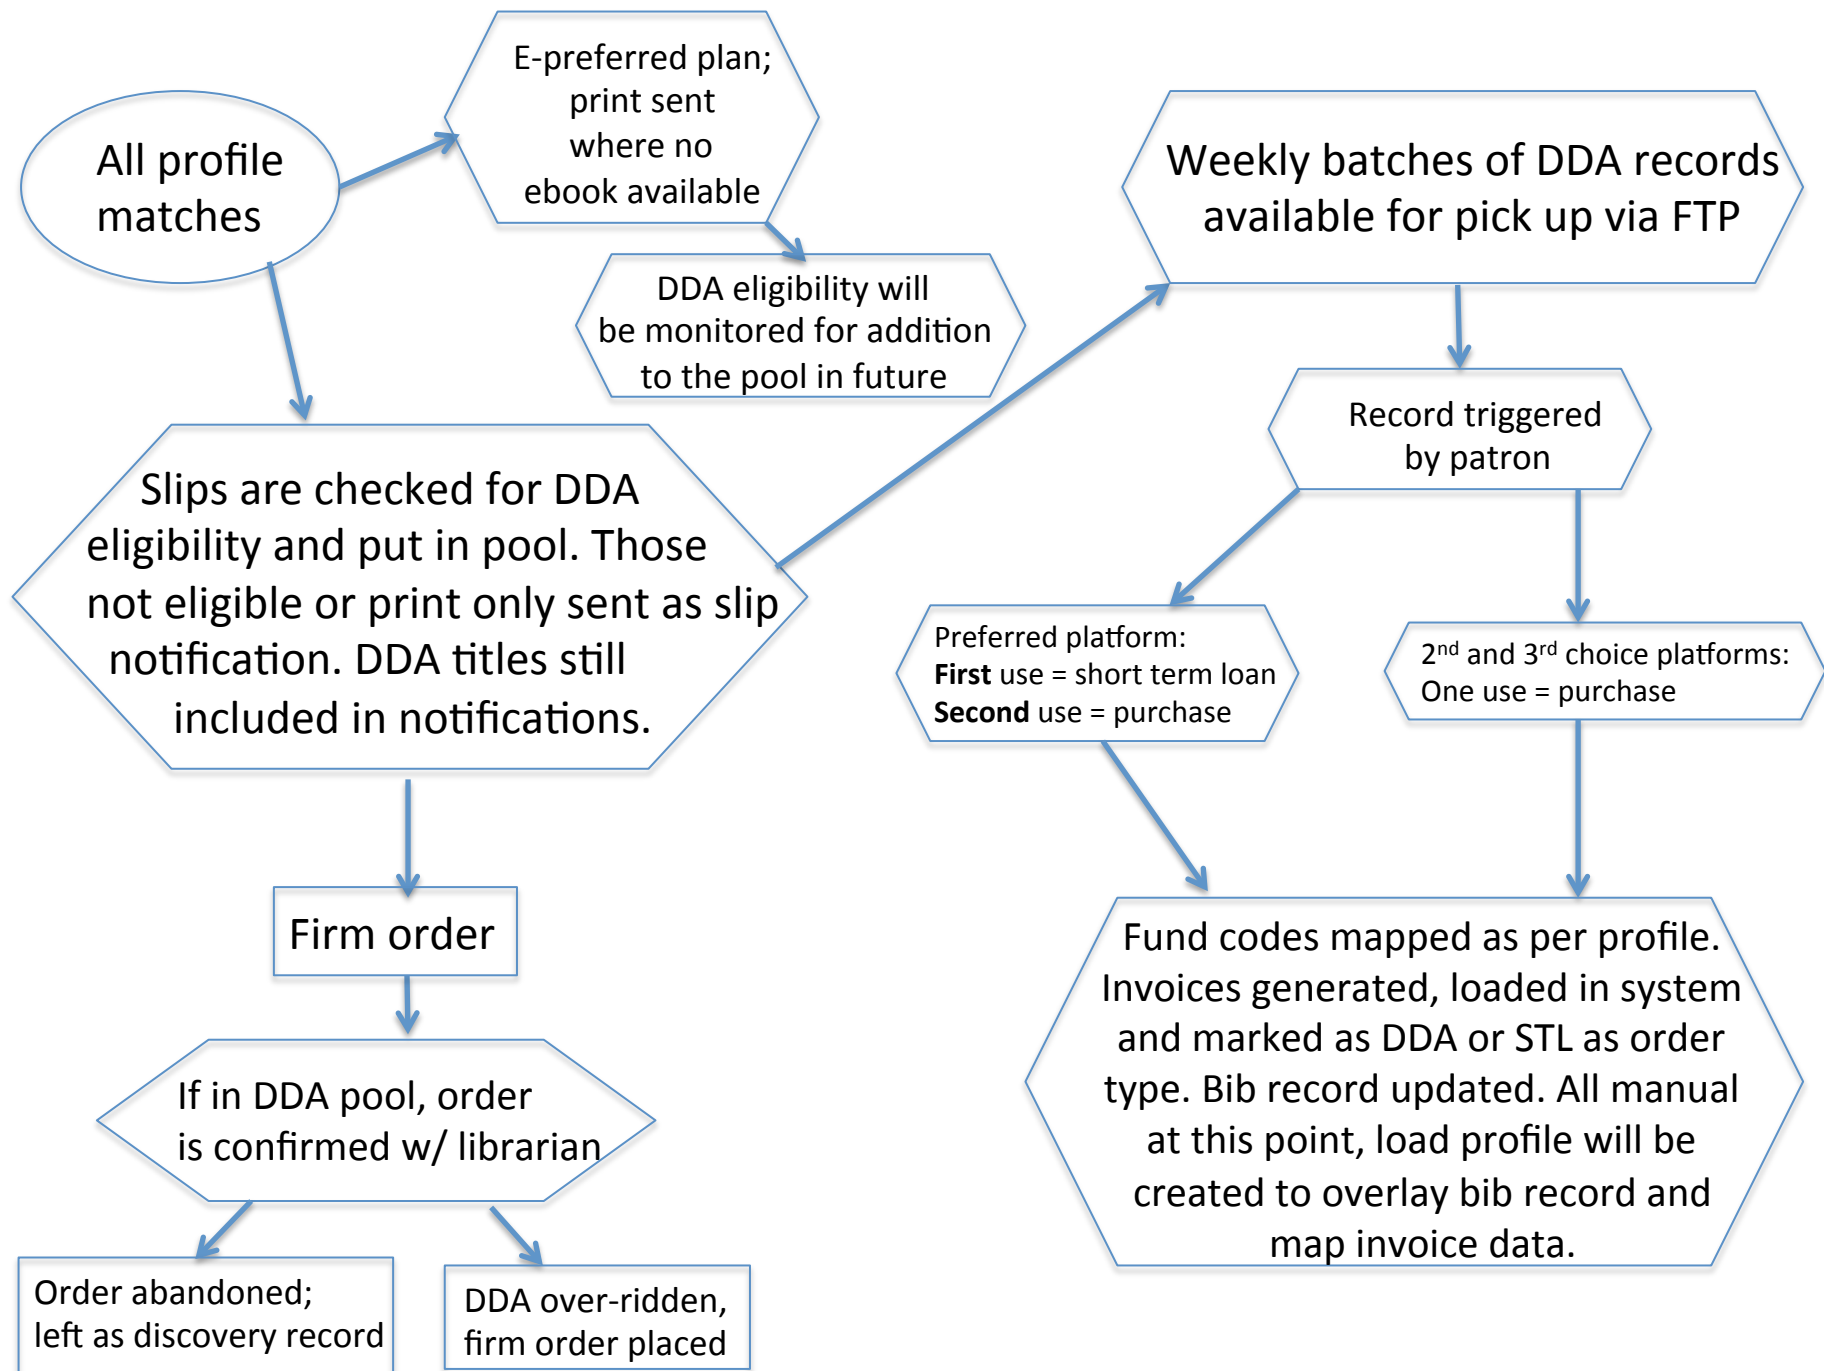 All profile
matches
E-preferred plan;
print sent
where no
ebook available
DDA eligibility will
be monitored for addition
to the pool in future
Slips are checked for DDA
eligibility and put in pool. Those
not eligible or print only sent as slip
notification. DDA titles still
included in notifications.
Firm order
If in DDA pool, order
is confirmed w/ librarian
Order abandoned;
left as discovery record
DDA over-ridden,
firm order placed
Weekly batches of DDA records
available for pick up via FTP
Record triggered
by patron
Preferred platform:
First use = short term loan
Second use = purchase
2nd and 3rd choice platforms:
One use = purchase
Fund codes mapped as per profile.
Invoices generated, loaded in system
and marked as DDA or STL as order
type. Bib record updated. All manual
at this point, load profile will be
created to overlay bib record and
map invoice data.